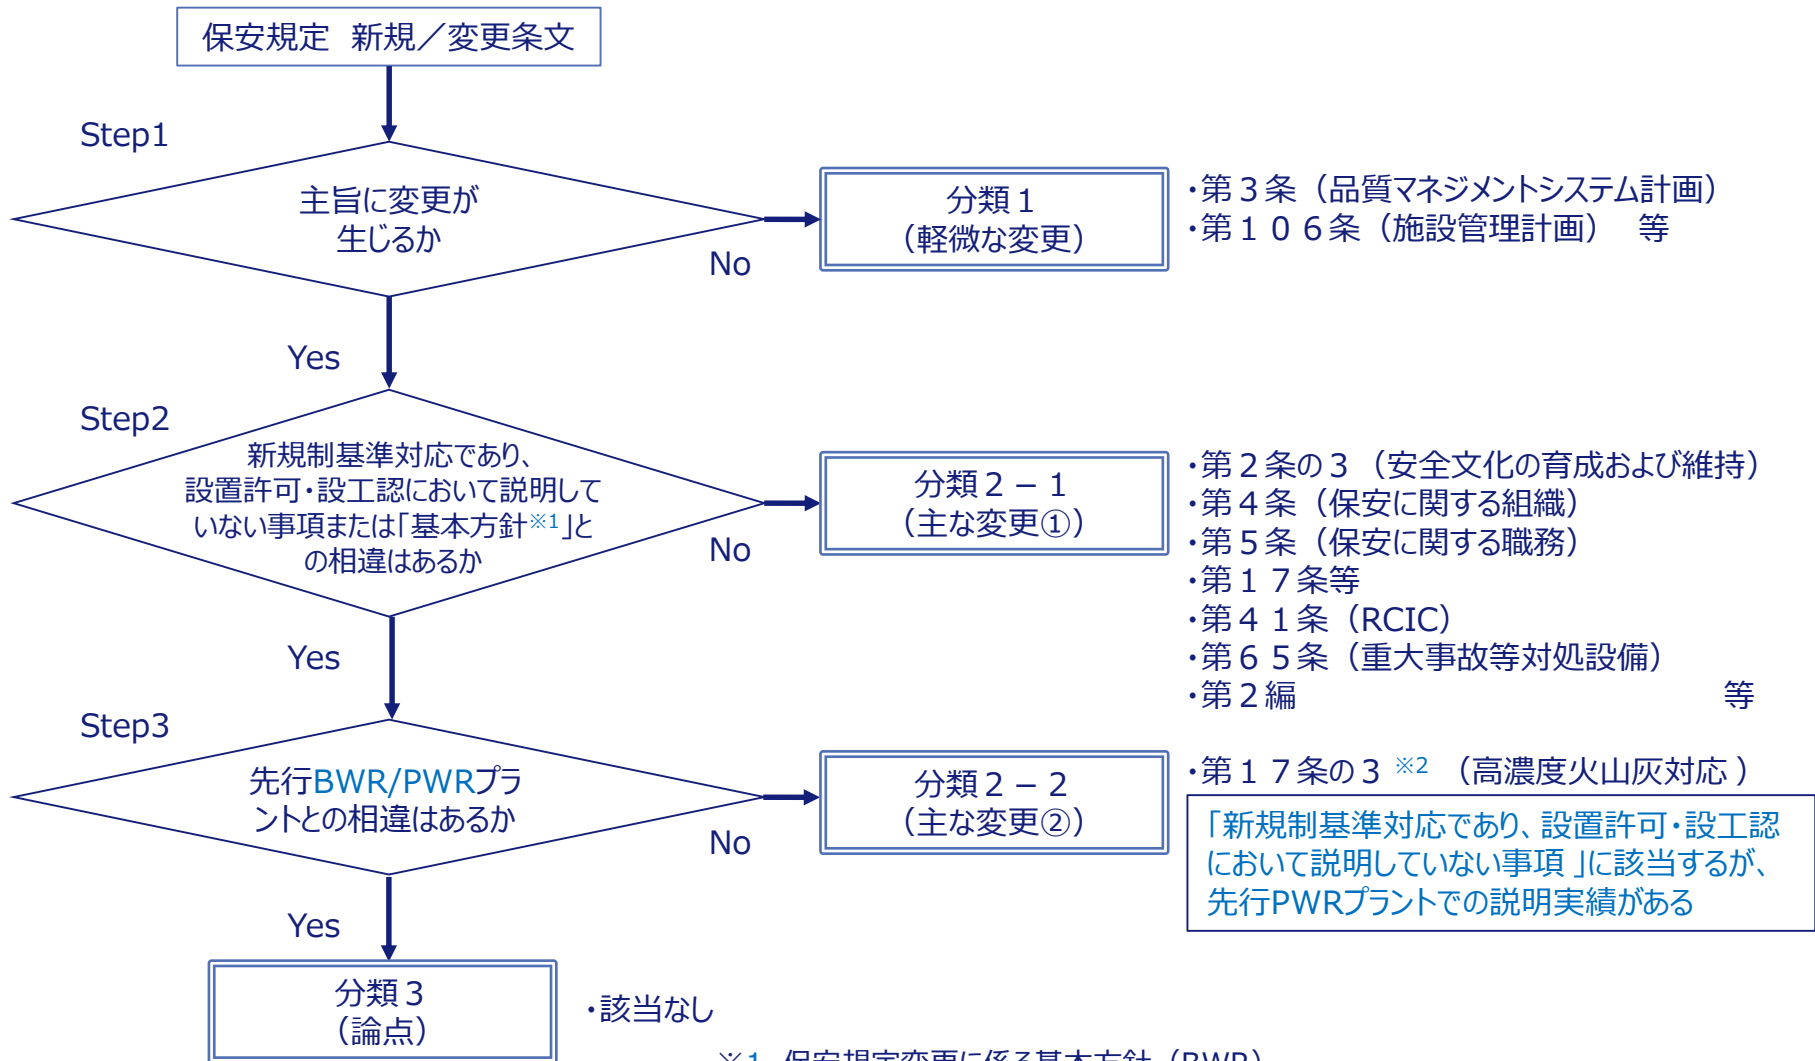 保安規定 新規／変更条文
Step1
主旨に変更が
生じるか
No
Yes
分類１
（軽微な変更）
・第３条（品質マネジメントシステム計画）
・第１０６条（施設管理計画） 等
Step2
新規制基準対応であり、
設置許可・設工認において説明して
いない事項または「基本方針※1」と
の相違はあるか
No
Yes
分類２－１
（主な変更①）
・第２条の３（安全文化の育成および維持）
・第４条（保安に関する組織）
・第５条（保安に関する職務）
・第１７条等
・第４１条（RCIC）
・第６５条（重大事故等対処設備）
・第２編 等
Step3
先行BWR/PWRプラ
ントとの相違はあるか
No
Yes
分類２－２
（主な変更②）
・第１７条の３ ※2 （高濃度火山灰対応）
「新規制基準対応であり、設置許可・設工認
において説明していない事項 」に該当するが、
先行PWRプラントでの説明実績がある
分類３
（論点）
・該当なし
※1 保安規定変更に係る基本方針（BWR）